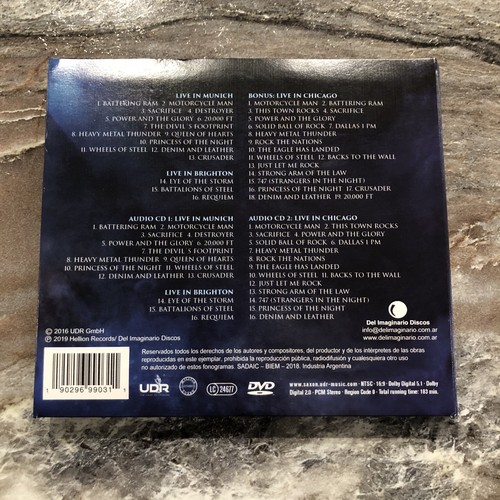 LIVE IN MUNICH
1. BATTERING RAM 2. MOTORCYCLE MAN
3. SACRIFICE 4. DESTROYER
5. POWER AND THE GLORY 6. 20,000 FT
7. THE DEVIL´S FOOTPRINT
8. HEAVY METAL THUNDER 9. QUEEN OF HEARTS
10. PRINCESS OF THE NIGHT
11. WHEELS OF STEEL 12. DENIM AND LEATHER
13. CRUSADER
LIVE IN BRIGHTON
14. EYE OF THE STORM
15. BATTALIONS OF STEEL
16. REQUIEM
BONUS: LIVE IN CHICAGO
1. MOTORCYCLE MAN 2. BATTERING RAM
3. THIS TOWN ROCKS 4. SACRIFICE
5. POWER AND THE GLORY
6. SOLID BALL OF ROCK 7. DALLAS 1 PM
8. HEAVY METAL THUNDER
9. ROCK THE NATIONS
10. THE EAGLE HAS LANDED
11. WHEELS OF STEEL 12. BACKS TO THE WALL
13. JUST LET ME ROCK
14. STRONG ARM OF THE LAW
15. 747 (STRANGERS IN THE NIGHT)
16. PRINCESS OF THE NIGHT 17. CRUSADER
18. DENIM AND LEATHER 19. 20,000 FT
AUDIO CD 1: LIVE IN MUNICH
1. BATTERING RAM 2. MOTORCYCLE MAN
3. SACRIFICE 4. DESTROYER
5. POWER AND THE GLORY 6. 20,000 FT
7. THE DEVIL´S FOOTPRINT
8. HEAVY METAL THUNDER 9. QUEEN OF HEARTS
10. PRINCESS OF THE NIGHT 11. WHEELS OF STEEL
12. DENIM AND LEATHER 13. CRUSADER
LIVE IN BRIGHTON
14. EYE OF THE STORM
15. BATTALIONS OF STEEL
16. REQUIEM
AUDIO CD 2: LIVE IN CHICAGO
1. MOTORCYCLE MAN 2. THIS TOWN ROCKS
3. SACRIFICE 4. POWER AND THE GLORY
5. SOLID BALL OF ROCK 6. DALLAS 1 PM
7. HEAVY METAL THUNDER
8. ROCK THE NATIONS
9. THE EAGLE HAS LANDED
10. WHEELS OF STEEL 11. BACKS TO THE WALL
12. JUST LET ME ROCK
13. STRONG ARM OF THE LAW
14. 747 (STRANGERS IN THE NIGHT)
15. PRINCESS OF THE NIGHT
16. DENIM AND LEATHER
Del Imaginario Discos
info@delimaginario.com.ar
www.delimaginario.com.ar
© 2016 UDR GmbH
℗ 2019 Hellion Records/ Del Imaginario Discos
Reservados todos los derechos de los autores y compositores, del productor y de los intérpretes de las obras
reproducidas en este ejemplar, prohibida la reproducción pública, radiodifusión y cualesquiera otro uso
no autorizado de estos fonogramas. SADAIC – BIEM – 2018. Industria Argentina
1 90296 99031 1
UDR
LC 24677
DVD
www.saxon.udr-music.com · NTSC · 16:9 · Dolby Digital 5.1 · Dolby
Digital 2.0 · PCM Stereo · Region Code 0 · Total running time: 183 min.